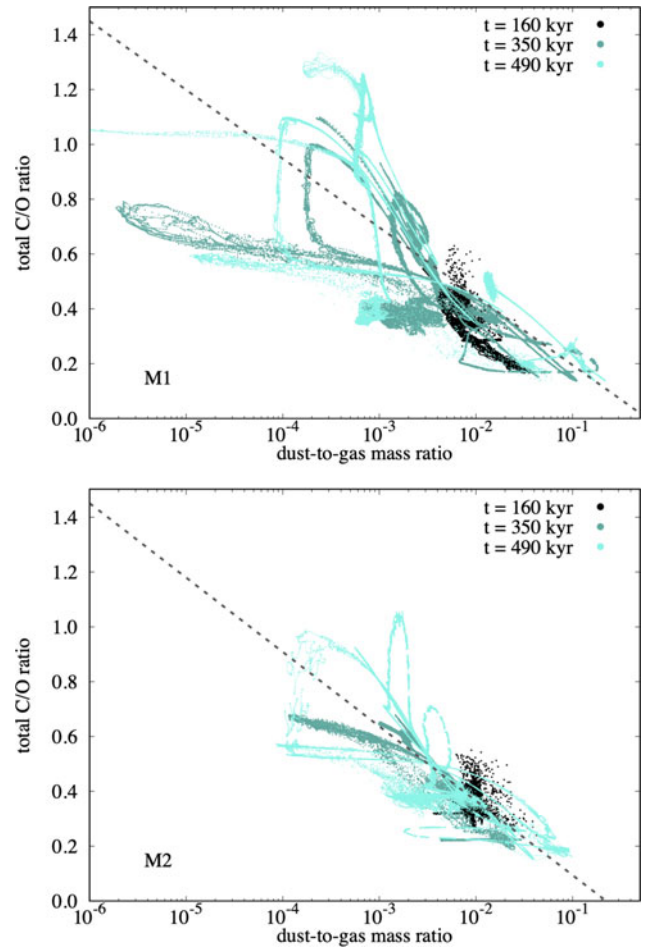 1.4
1.2
1.0
0.8
0.6
0.4
0.2
0.0
total C/O ratio
t = 160 kyr
t = 350 kyr
t = 490 kyr
M1
10⁻⁶ 10⁻⁵ 10⁻⁴ 10⁻³ 10⁻² 10⁻¹
dust-to-gas mass ratio
1.4
1.2
1.0
0.8
0.6
0.4
0.2
0.0
total C/O ratio
t = 160 kyr
t = 350 kyr
t = 490 kyr
M2
10⁻⁶ 10⁻⁵ 10⁻⁴ 10⁻³ 10⁻² 10⁻¹
dust-to-gas mass ratio